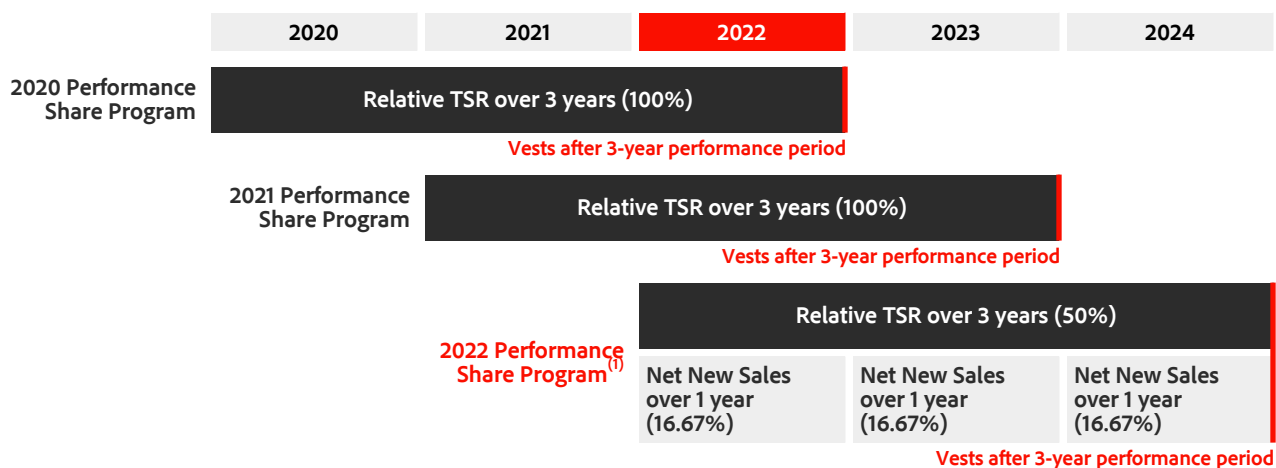 2020 2021 2022 2023 2024
2020 Performance
Share Program
Relative TSR over 3 years (100%)
Vests after 3-year performance period
2021 Performance
Share Program
Relative TSR over 3 years (100%)
Vests after 3-year performance period
2022 Performance
Share Program(1)
Relative TSR over 3 years (50%)
Net New Sales
over 1 year
(16.67%)
Net New Sales
over 1 year
(16.67%)
Net New Sales
over 1 year
(16.67%)
Vests after 3-year performance period